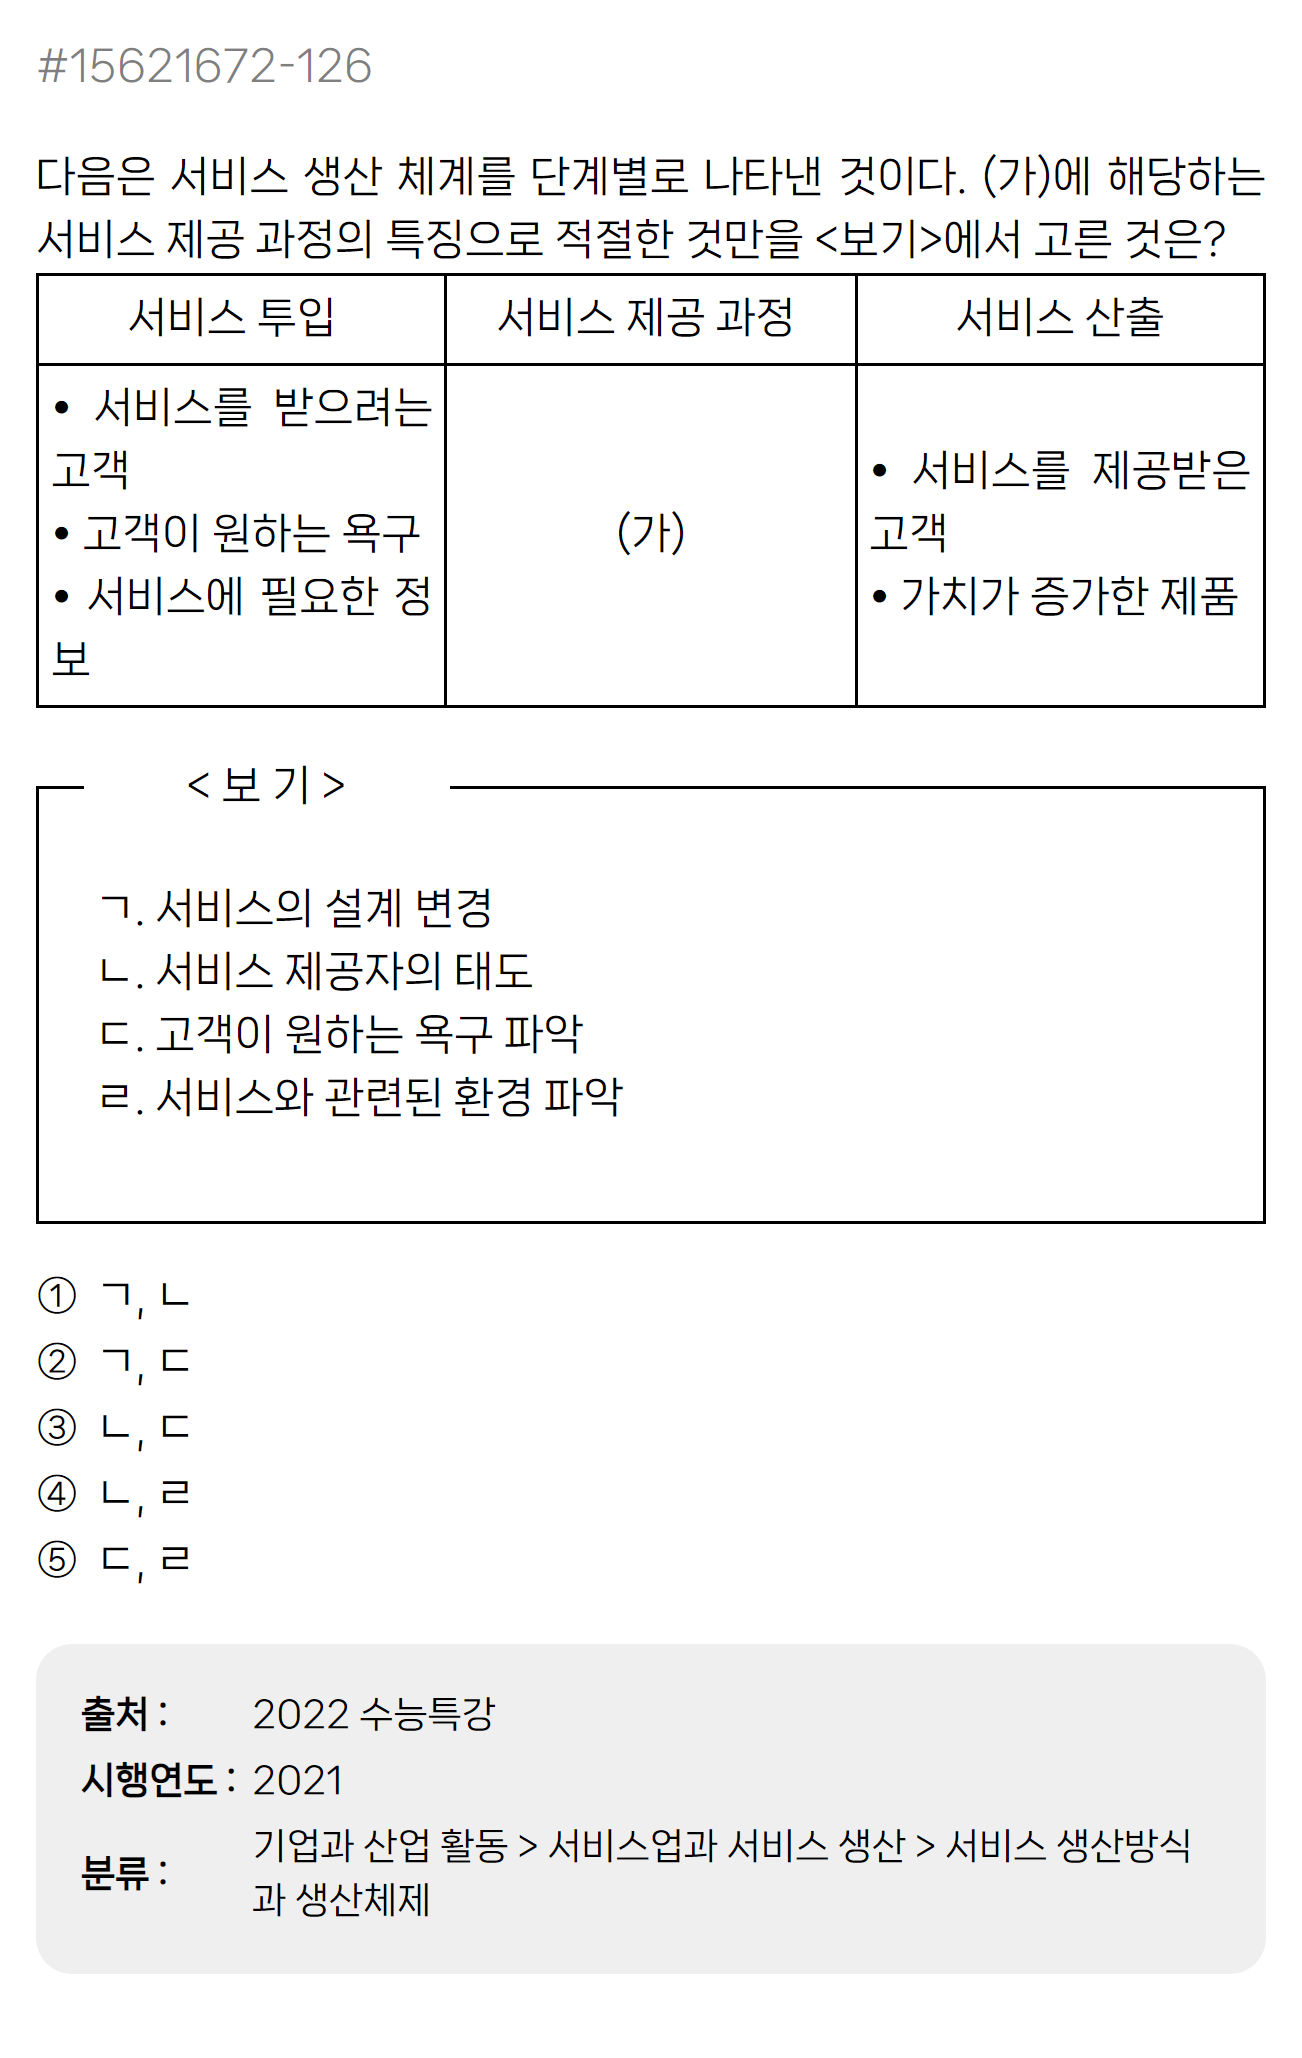 #15621672-126
다음은 서비스 생산 체계를 단계별로 나타낸 것이다. (가)에 해당하는
서비스 제공 과정의 특징으로 적절한 것만을 <보기>에서 고른 것은?
서비스 투입
서비스 제공 과정
서비스 산출
• 서비스를 받으려는
고객
• 고객이 원하는 욕구
• 서비스에 필요한 정
보
(가)
• 서비스를 제공받은
고객
• 가치가 증가한 제품
< 보 기 >
ㄱ. 서비스의 설계 변경
ㄴ. 서비스 제공자의 태도
ㄷ. 고객이 원하는 욕구 파악
ㄹ. 서비스와 관련된 환경 파악
① ㄱ, ㄴ
② ㄱ, ㄷ
③ ㄴ, ㄷ
④ ㄴ, ㄹ
⑤ ㄷ, ㄹ
출처 : 2022 수능특강
시행연도 : 2021
분류 : 기업과 산업 활동 > 서비스업과 서비스 생산 > 서비스 생산방식
과 생산체제